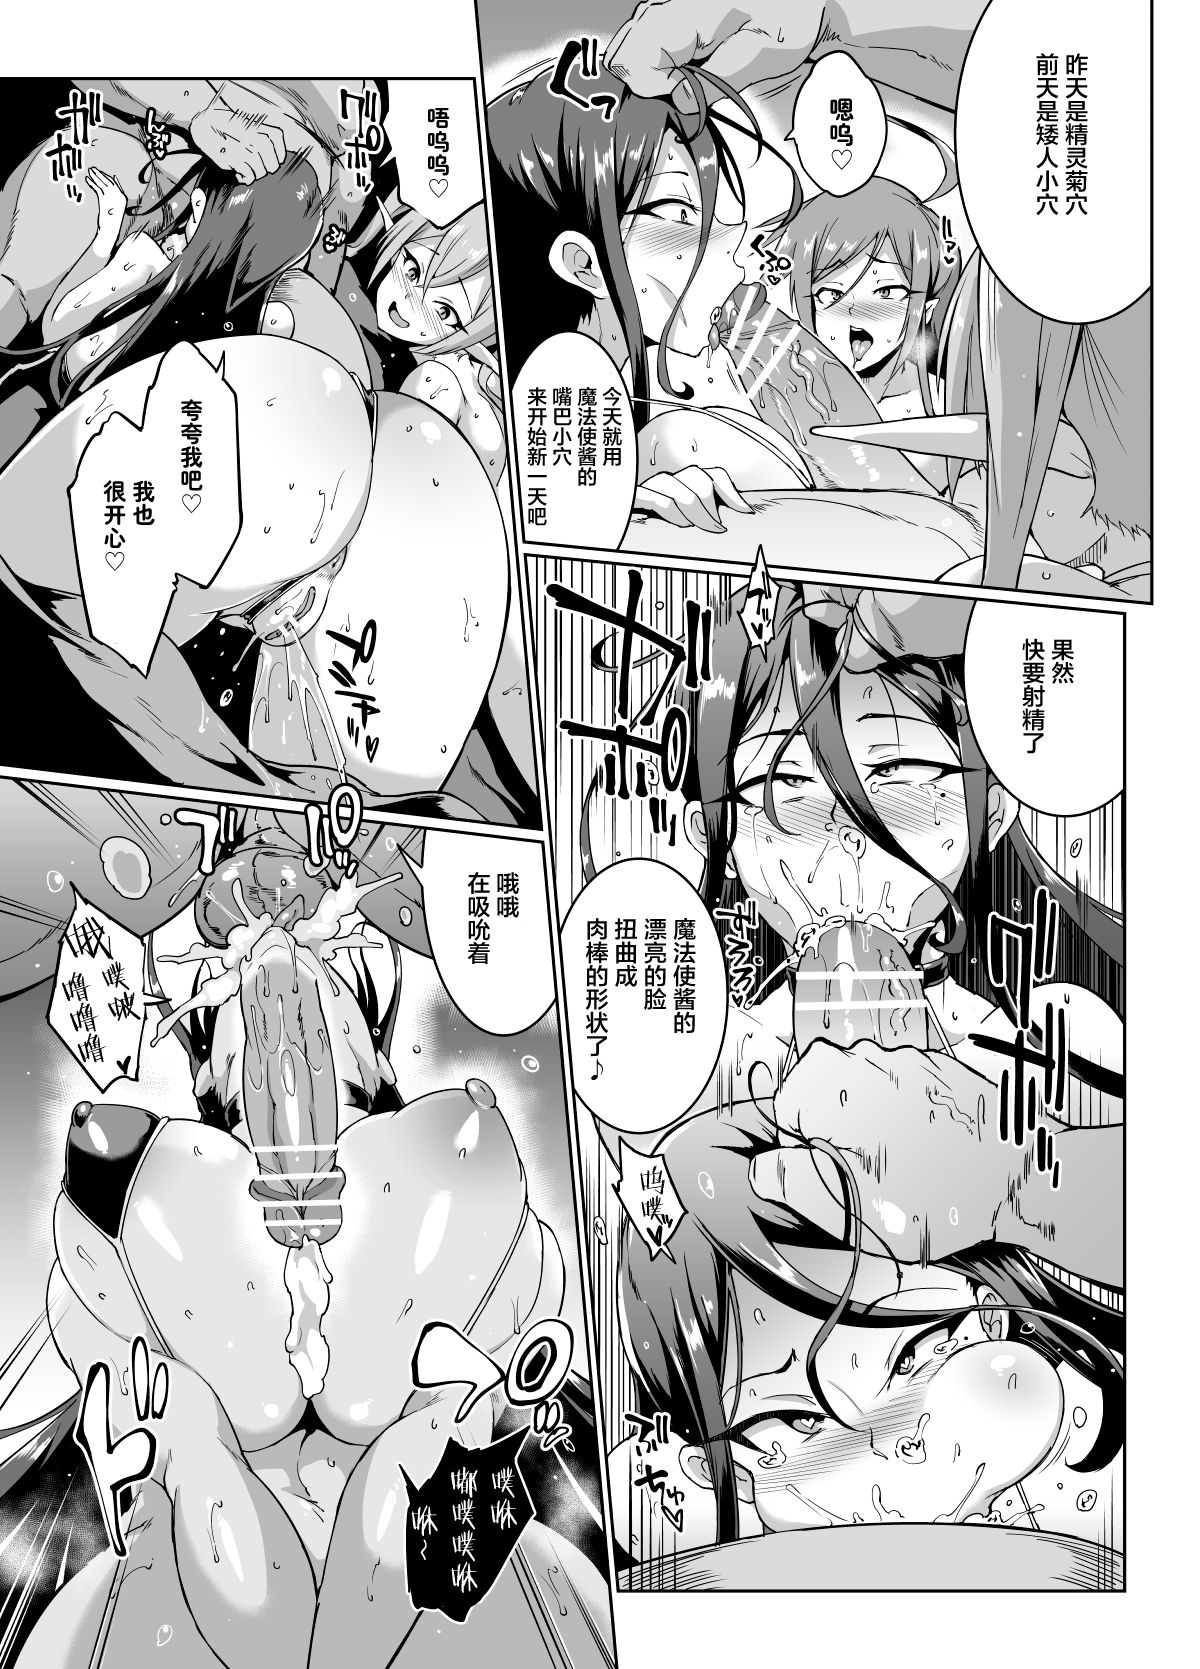 昨天是精灵菊穴
前天是矮人小穴
嗯呜♡
今天就用
魔法使酱的
嘴巴小穴
来开始新一天吧
唔呜呜♡
夸夸我吧♡
我也
很开心♡
果然
快要射精了
魔法使酱的
漂亮的脸
扭曲成
肉棒的形状了♪
呜噗♥
哦哦
在吸吮着
噗啵
噜噜噜
噗咻
嘟噗噗咻
咻～